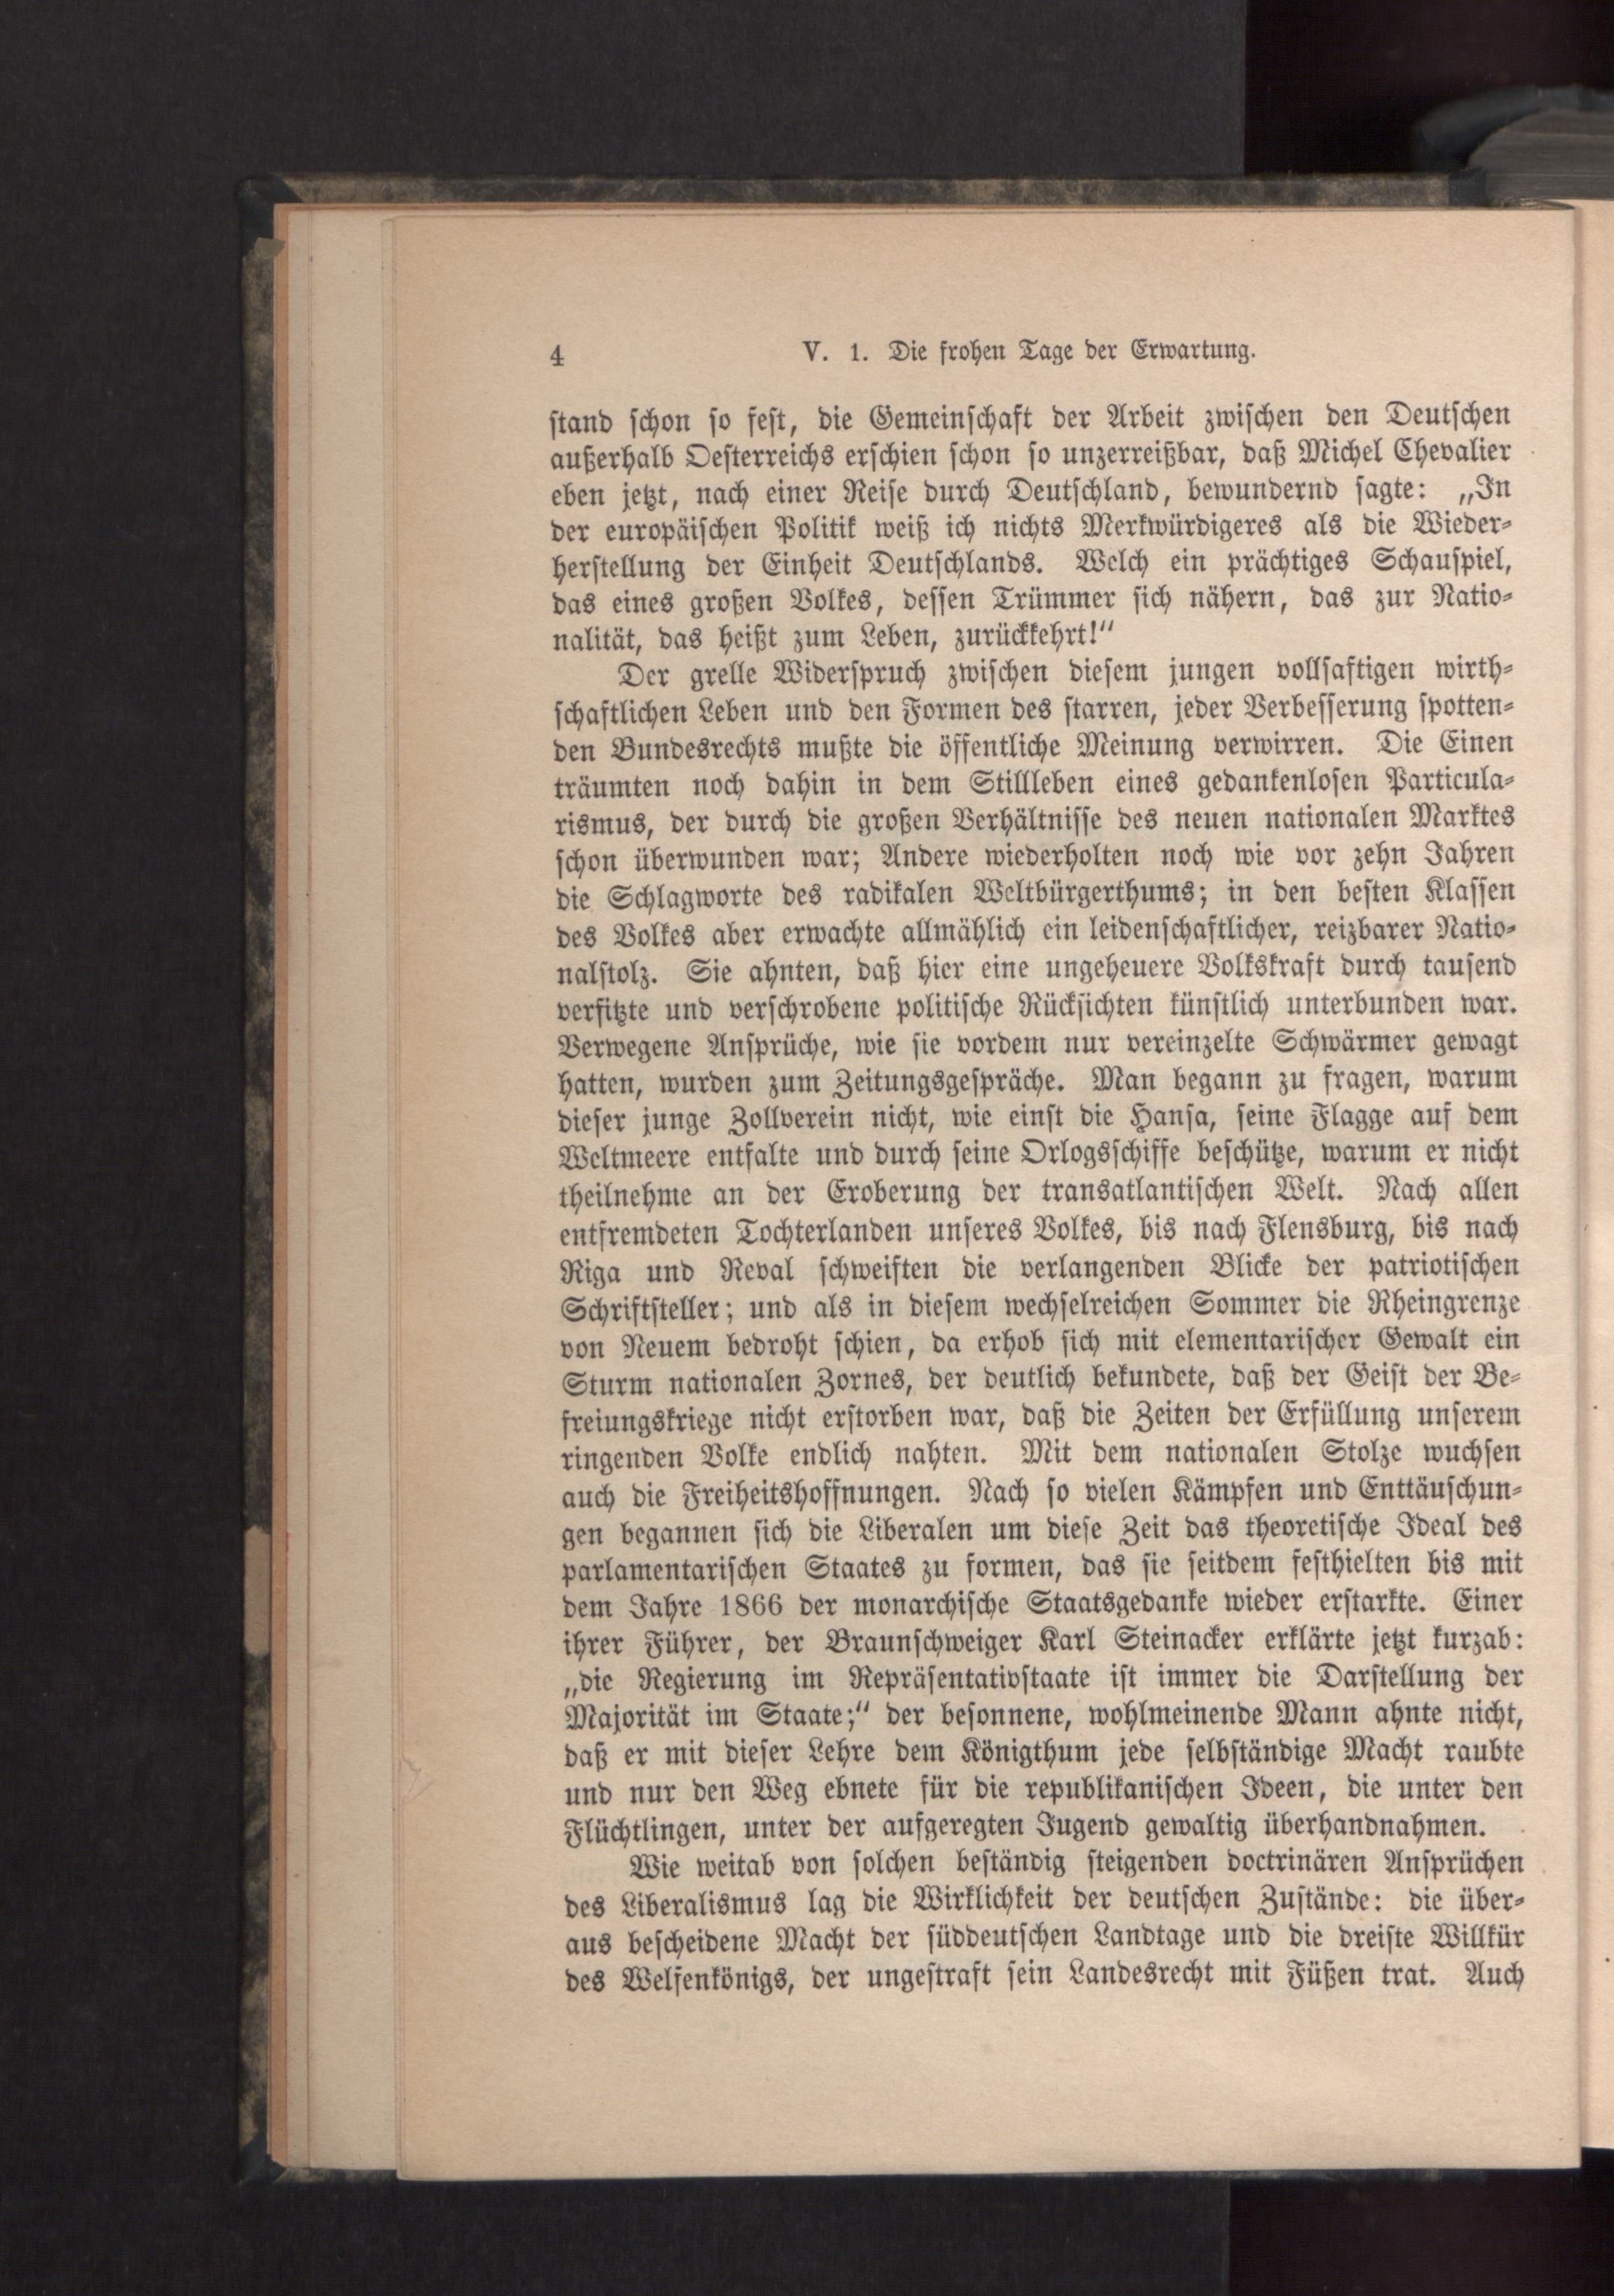 4 V. 1. Die frohen Tage der Erwartung.
stand schon so fest, die Gemeinschaft der Arbeit zwischen den Deutschen
außerhalb Oesterreichs erschien schon so unzerreißbar, daß Michel Chevalier
eben jetzt, nach einer Reise durch Deutschland, bewundernd sagte: „In
der europäischen Politik weiß ich nichts Merkwürdigeres als die Wieder-
herstellung der Einheit Deutschlands. Welch ein prächtiges Schauspiel,
das eines großen Volkes, dessen Trümmer sich nähern, das zur Natio-
nalität, das heißt zum Leben, zurückkehrt!“
Der grelle Widerspruch zwischen diesem jungen vollsaftigen wirth-
schaftlichen Leben und den Formen des starren, jeder Verbesserung spotten-
den Bundesrechts mußte die öffentliche Meinung verwirren. Die Einen
träumten noch dahin in dem Stillleben eines gedankenlosen Particula-
rismus, der durch die großen Verhältnisse des neuen nationalen Marktes
schon überwunden war; Andere wiederholten noch wie vor zehn Jahren
die Schlagworte des radikalen Weltbürgerthums; in den besten Klassen
des Volkes aber erwachte allmählich ein leidenschaftlicher, reizbarer Natio-
nalstolz. Sie ahnten, daß hier eine ungeheuere Volkskraft durch tausend
verfitzte und verschrobene politische Rücksichten künstlich unterbunden war.
Verwegene Ansprüche, wie sie vordem nur vereinzelte Schwärmer gewagt
hatten, wurden zum Zeitungsgespräche. Man begann zu fragen, warum
dieser junge Zollverein nicht, wie einst die Hansa, seine Flagge auf dem
Weltmeere entfalte und durch seine Orlogsschiffe beschütze, warum er nicht
theilnehme an der Eroberung der transatlantischen Welt. Nach allen
entfremdeten Tochterlanden unseres Volkes, bis nach Flensburg, bis nach
Riga und Reval schweiften die verlangenden Blicke der patriotischen
Schriftsteller; und als in diesem wechselreichen Sommer die Rheingrenze
von Neuem bedroht schien, da erhob sich mit elementarischer Gewalt ein
Sturm nationalen Zornes, der deutlich bekundete, daß der Geist der Be-
freiungskriege nicht erstorben war, daß die Zeiten der Erfüllung unserem
ringenden Volke endlich nahten. Mit dem nationalen Stolze wuchsen
auch die Freiheitshoffnungen. Nach so vielen Kämpfen und Enttäuschun-
gen begannen sich die Liberalen um diese Zeit das theoretische Ideal des
parlamentarischen Staates zu formen, das sie seitdem festhielten bis mit
dem Jahre 1866 der monarchische Staatsgedanke wieder erstarkte. Einer
ihrer Führer, der Braunschweiger Karl Steinacker erklärte jetzt kurzab:
„die Regierung im Repräsentativstaate ist immer die Darstellung der
Majorität im Staate;“ der besonnene, wohlmeinende Mann ahnte nicht,
daß er mit dieser Lehre dem Königthum jede selbständige Macht raubte
und nur den Weg ebnete für die republikanischen Ideen, die unter den
Flüchtlingen, unter der aufgeregten Jugend gewaltig überhandnahmen.
Wie weitab von solchen beständig steigenden doctrinären Ansprüchen
des Liberalismus lag die Wirklichkeit der deutschen Zustände: die über-
aus bescheidene Macht der süddeutschen Landtage und die dreiste Willkür
des Welfenkönigs, der ungestraft sein Landesrecht mit Füßen trat. Auch